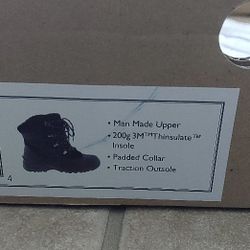 • Man Made Upper
• 200g 3M™Thinsulate™
Insole
• Padded Collar
• Traction Outsole
4